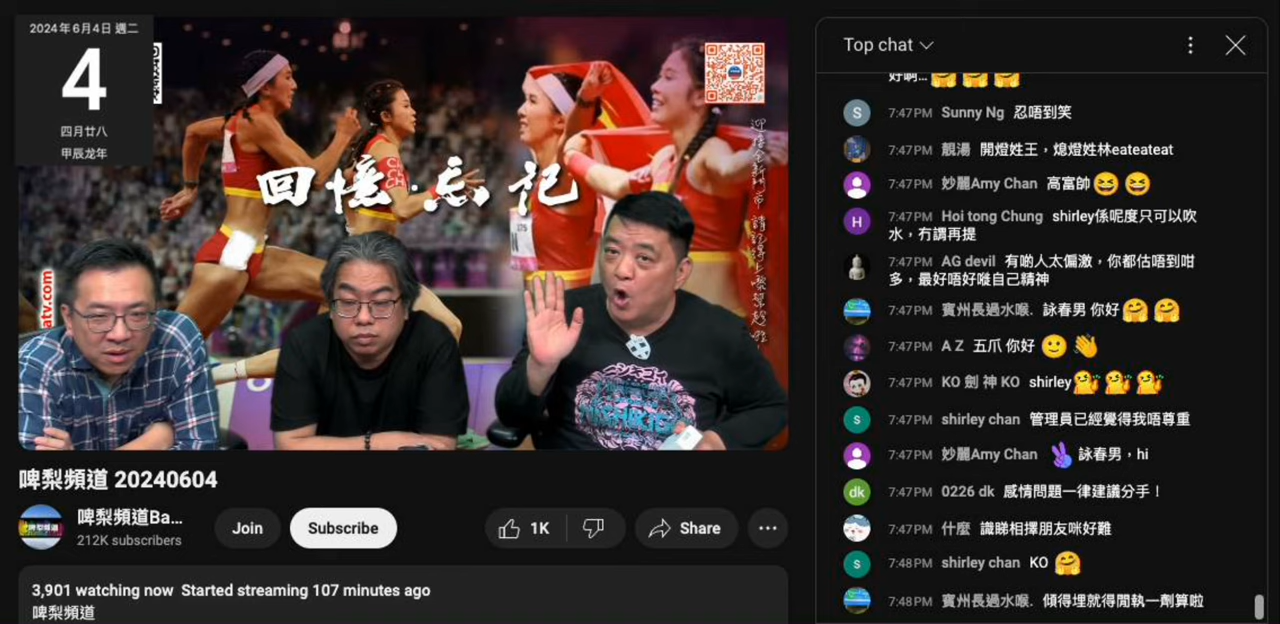 2024年6月4日 週二
4
四月廿八
甲辰龙年
atv.com
回憶·忘記
啤梨頻道 20240604
啤梨頻道Ba...
212K subscribers
Join
Subscribe
1K
Share
3,901 watching now Started streaming 107 minutes ago
啤梨頻道
Top chat
7:47PM Sunny Ng 忍唔到笑
7:47PM 靚湯 開燈姓王，熄燈姓林eateateat
7:47PM 妙麗Amy Chan 高富帥😆 😆
7:47PM Hoi tong Chung shirley係呢度只可以吹
水，冇謂再提
7:47PM AG devil 有啲人太偏激，你都估唔到咁
多，最好唔好嘥自己精神
7:47PM 賓州長過水喉. 詠春男 你好🤗 🤗
7:47PM A Z 五爪 你好 🙂 👋
7:47PM KO 劍 神 KO shirley
7:47PM shirley chan 管理員已經覺得我唔尊重
7:47PM 妙麗Amy Chan 詠春男，hi
7:47PM 0226 dk 感情問題一律建議分手！
7:47PM 什麼 識睇相擇朋友咪好難
7:48PM shirley chan KO 🤗
7:48PM 賓州長過水喉. 傾得埋就得閒執一劑算啦